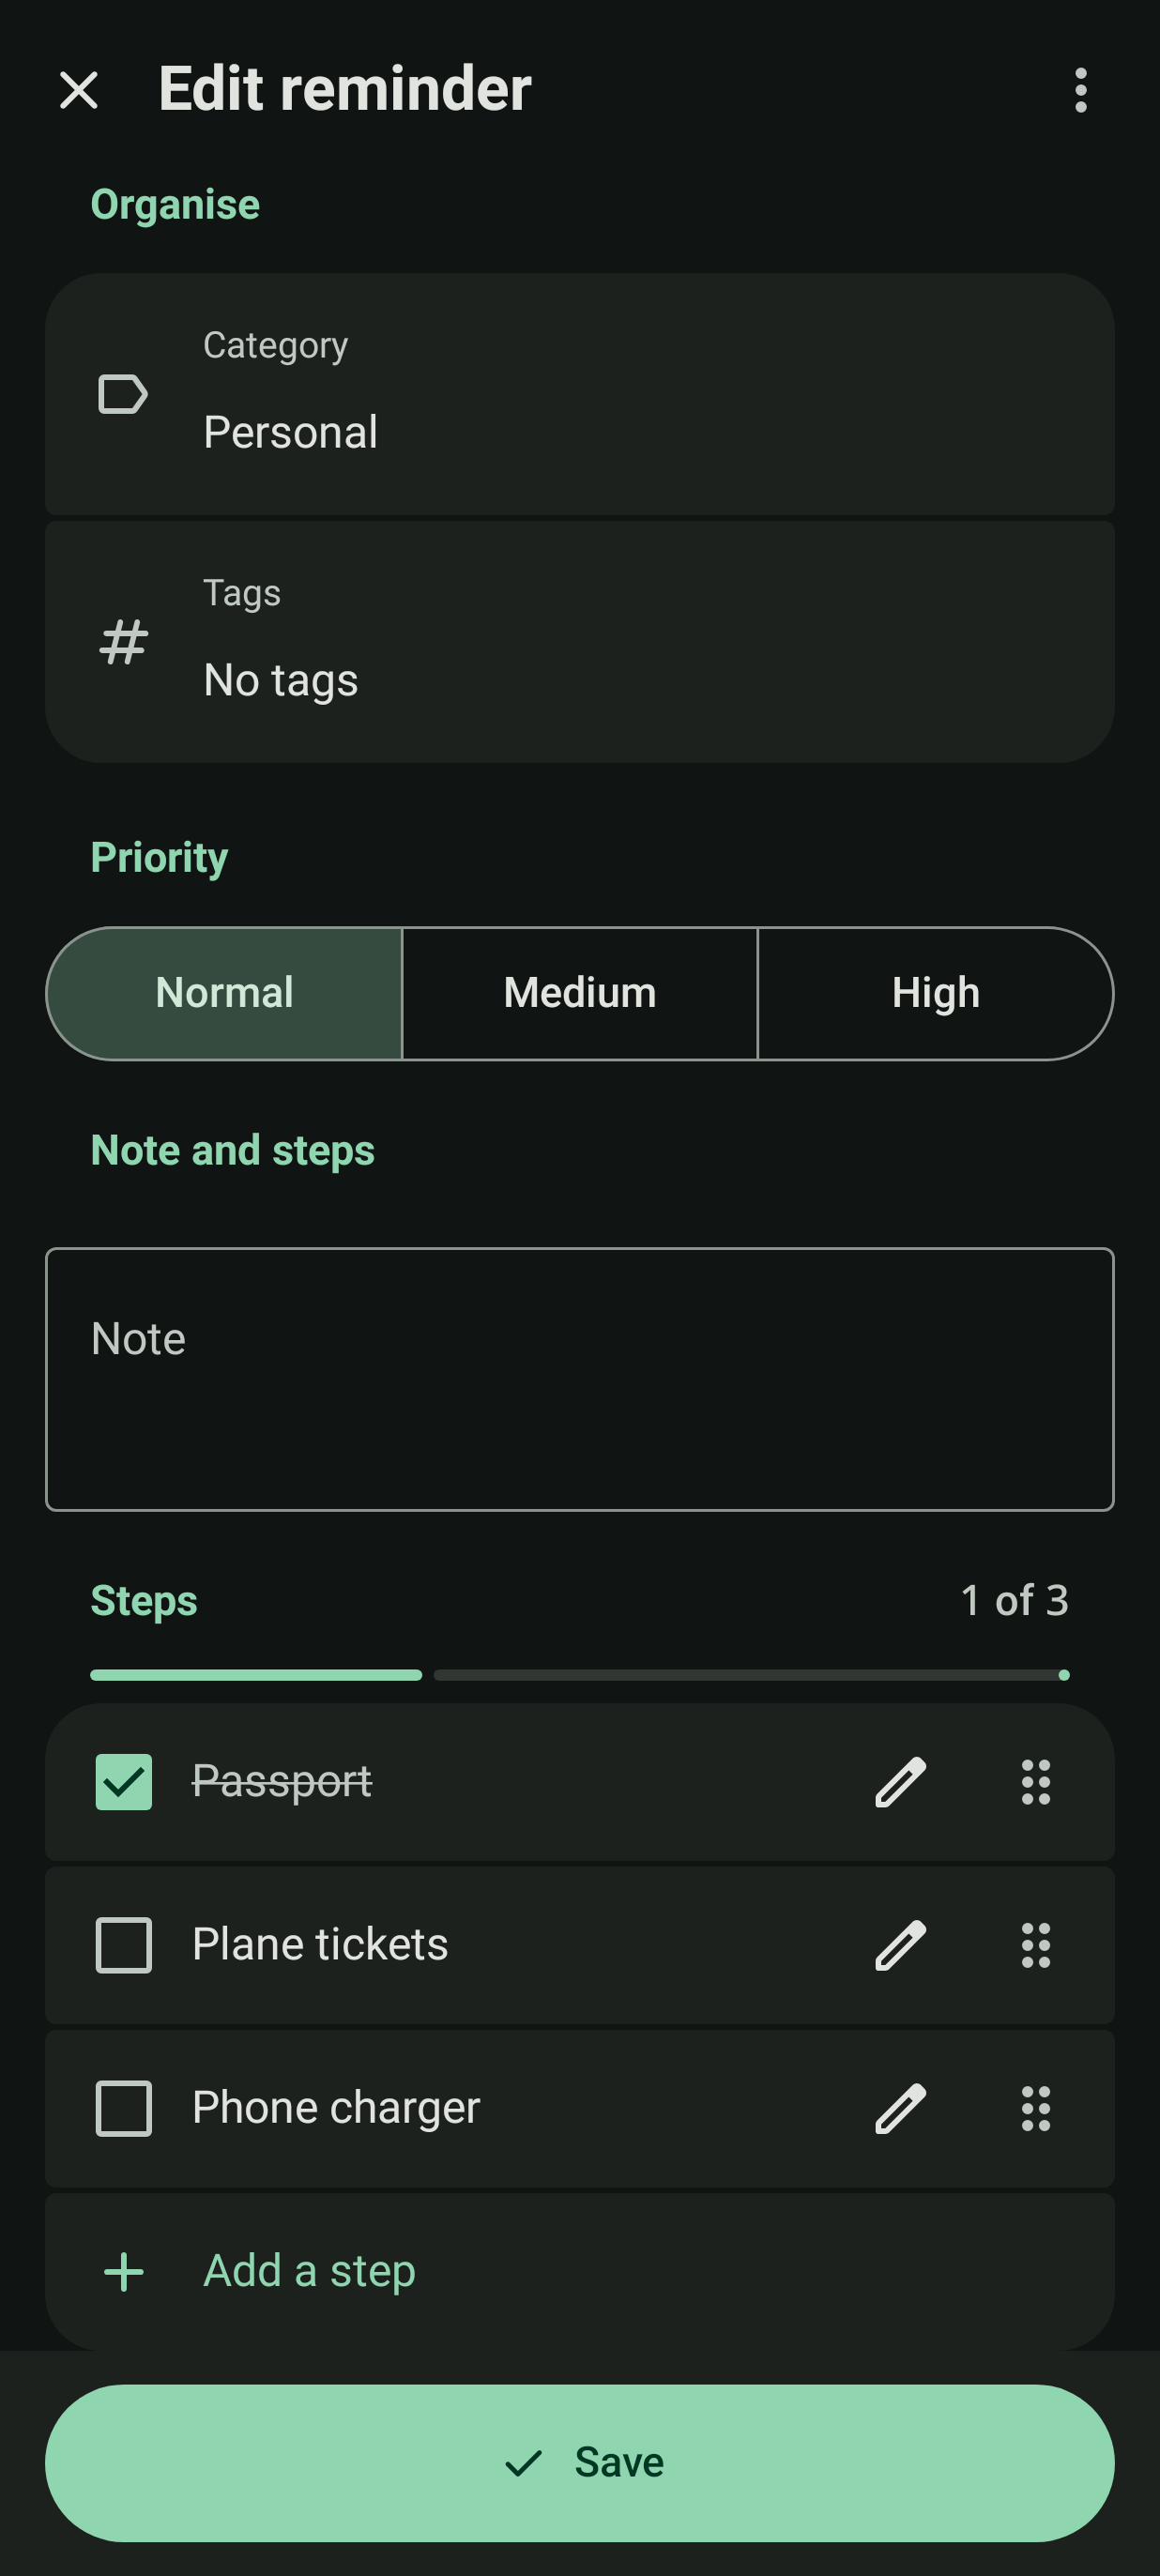 Edit reminder
Organise
Category
Personal
Tags
No tags
Priority
Normal Medium High
Note and steps
Note
Steps 1 of 3
Passport
Plane tickets
Phone charger
Add a step
Save